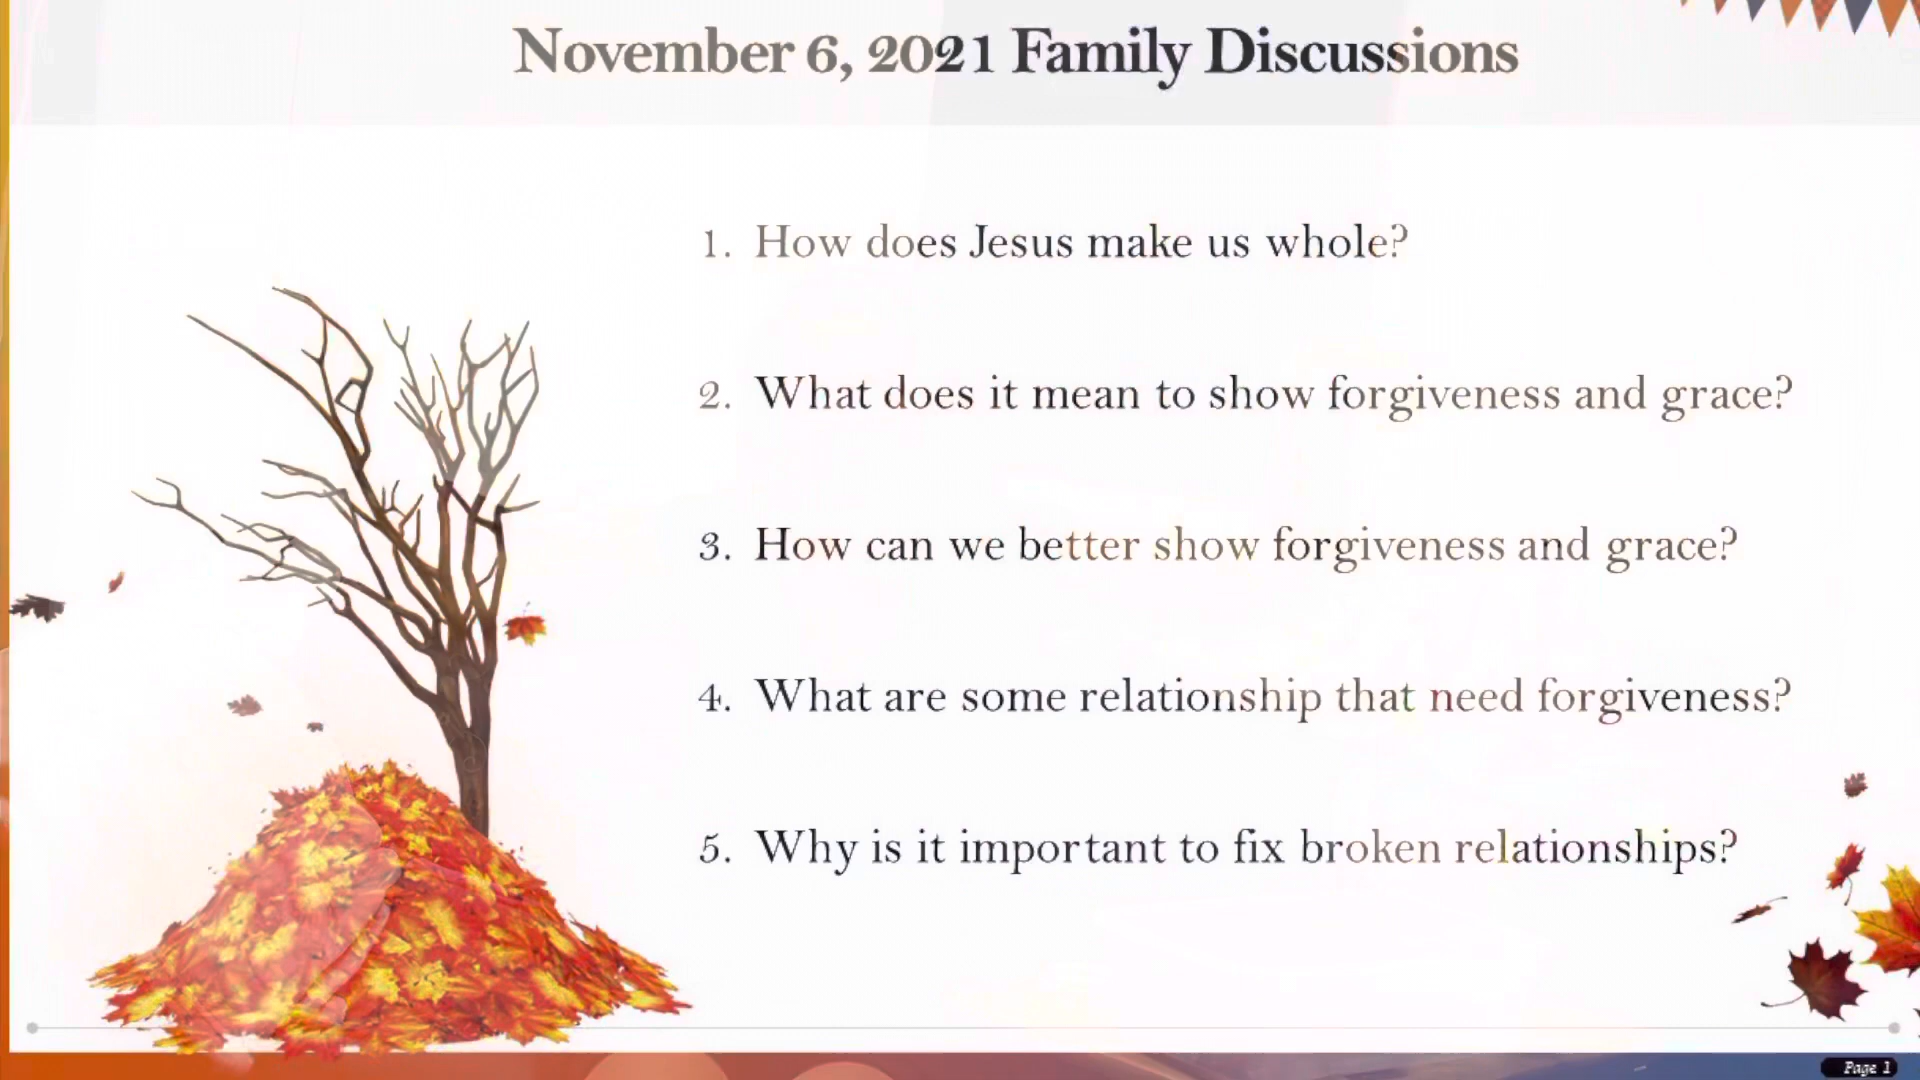 November 6, 2021 Family Discussions
1. How does Jesus make us whole?
2. What does it mean to show forgiveness and grace?
3. How can we better show forgiveness and grace?
4. What are some relationship that need forgiveness?
5. Why is it important to fix broken relationships?
Page 1